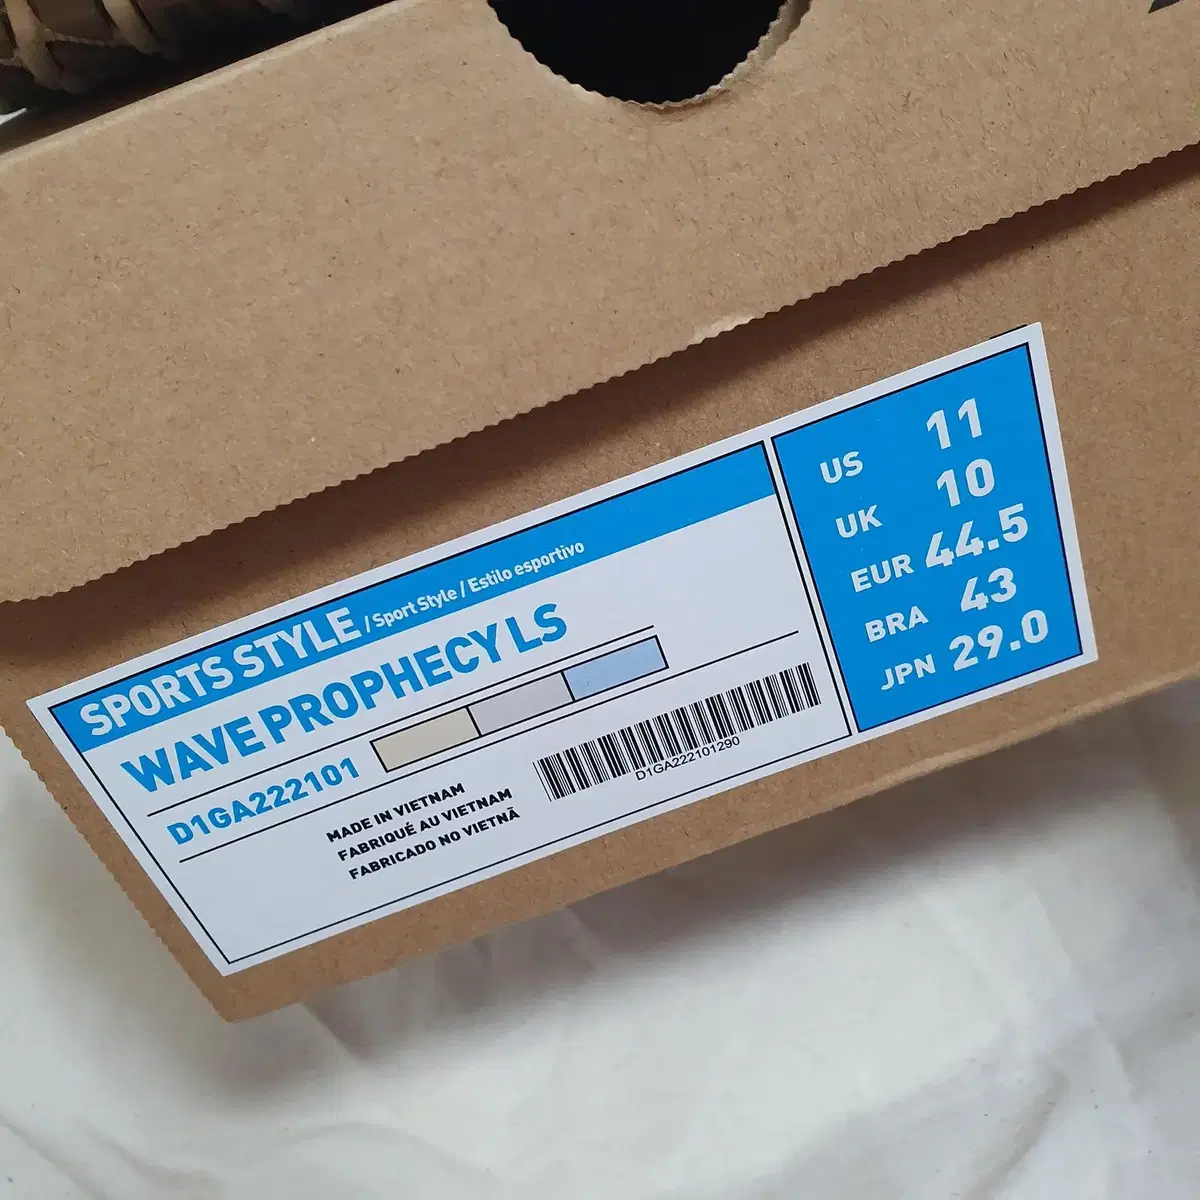 SPORTS STYLE / Sport Style / Estilo esportivo
WAVE PROPHECY LS
D1GA222101
MADE IN VIETNAM
FABRIQUÉ AU VIETNAM
FABRICADO NO VIETNÃ
D1GA222101290
US 11
UK 10
EUR 44.5
BRA 43
JPN 29.0